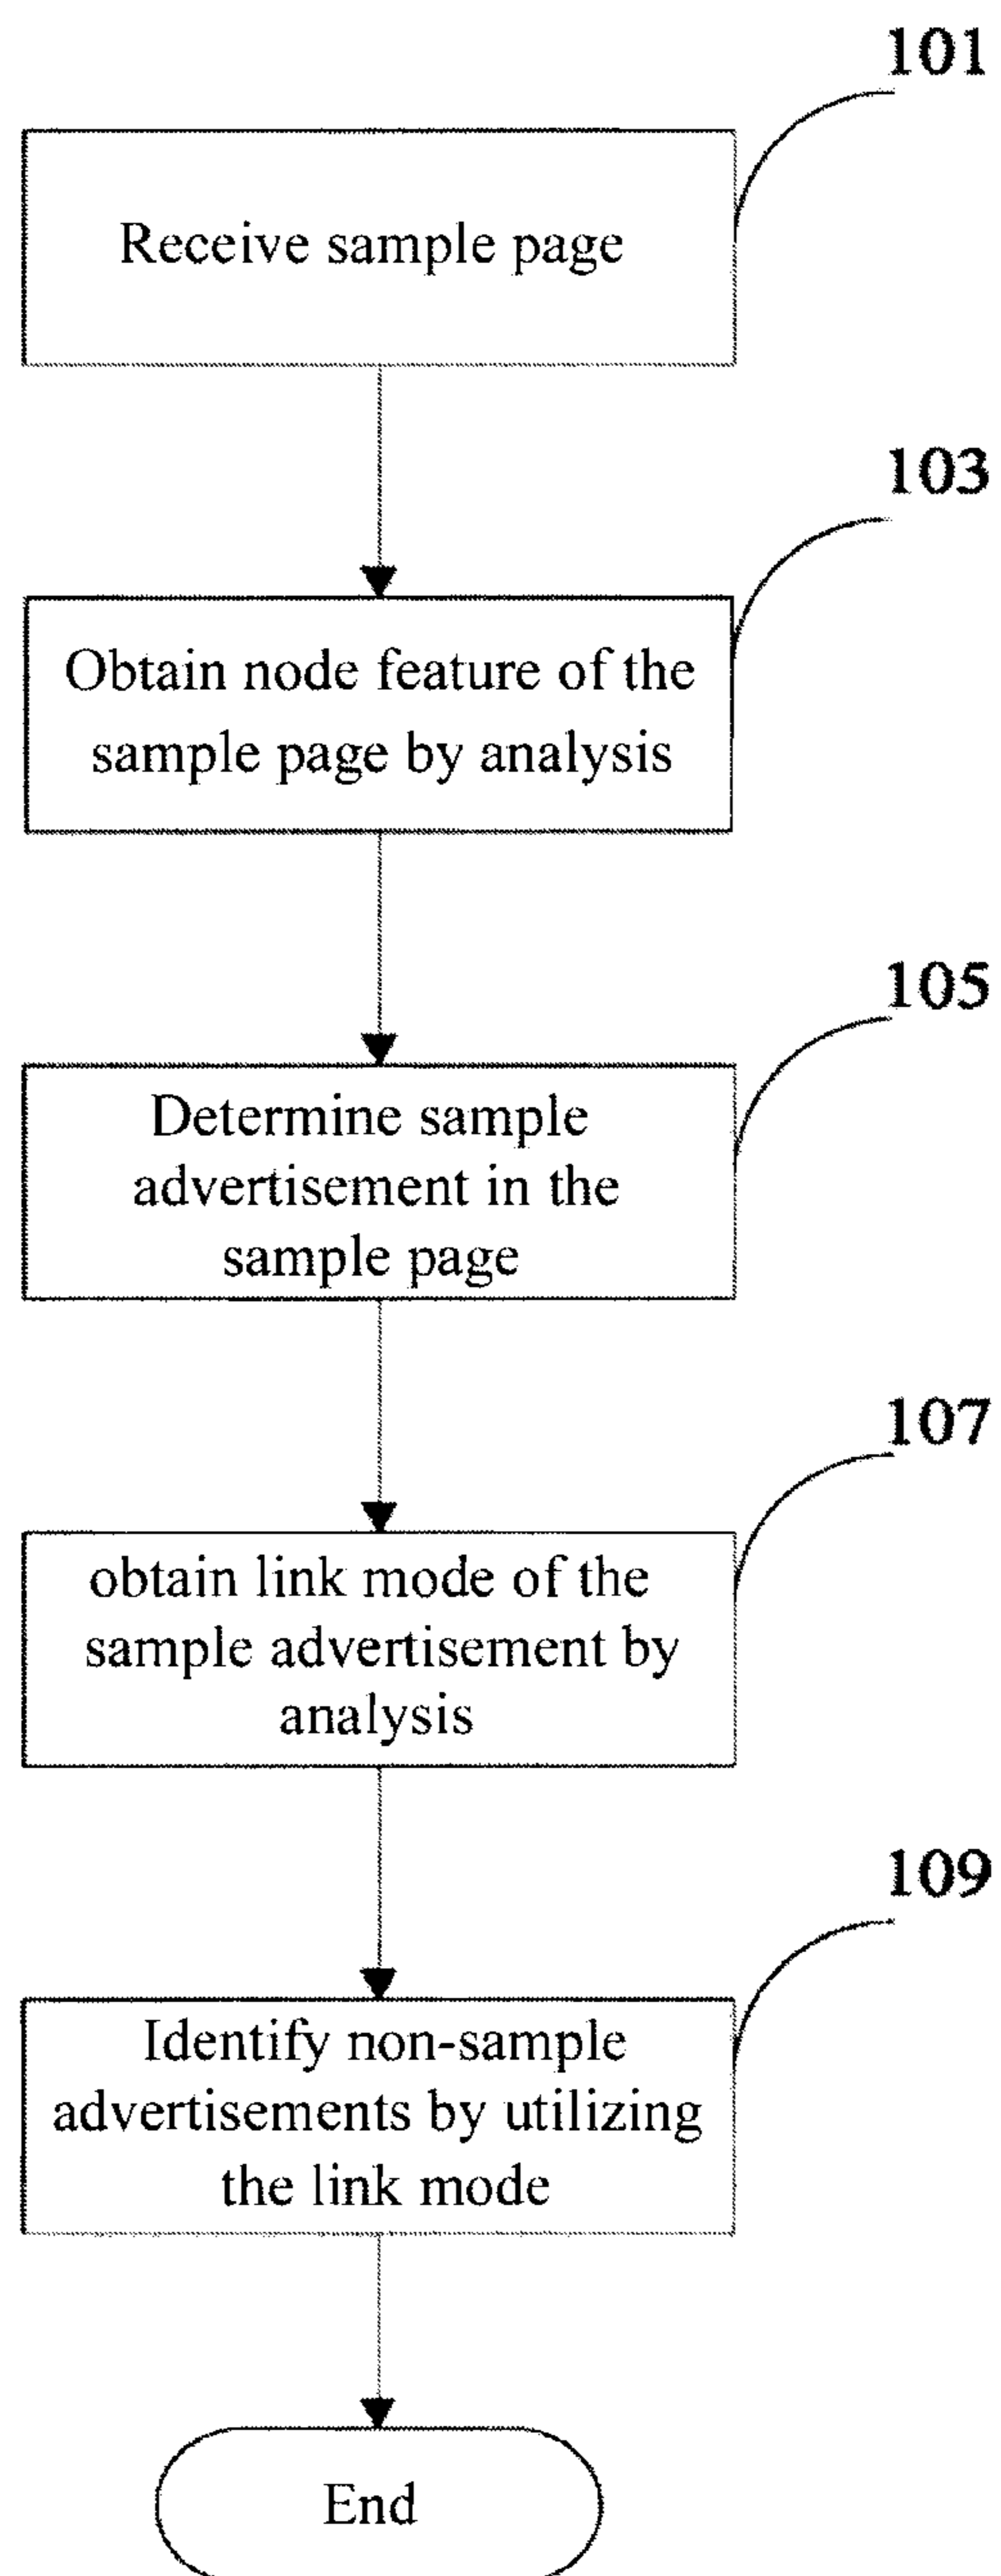 101
Receive sample page
103
Obtain node feature of the
sample page by analysis
105
Determine sample
advertisement in the
sample page
107
obtain link mode of the
sample advertisement by
analysis
109
Identify non-sample
advertisements by utilizing
the link mode
End